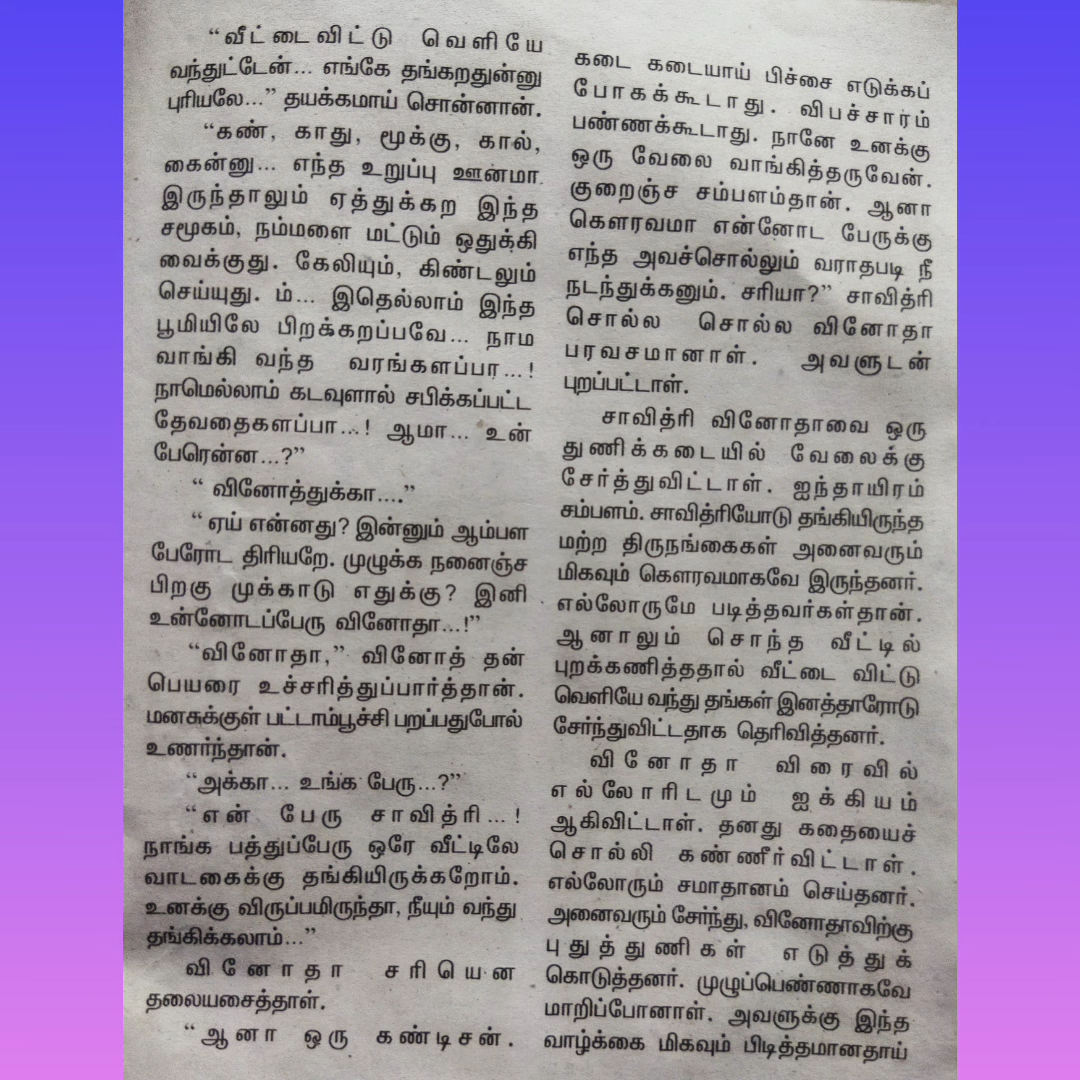 “வீட்டைவிட்டு வெளியே
வந்துட்டேன்... எங்கே தங்கறதுன்னு
புரியலே...” தயக்கமாய் சொன்னான்.
“கண், காது, மூக்கு, கால்,
கைன்னு... எந்த உறுப்பு ஊனமா
இருந்தாலும் ஏத்துக்கற இந்த
சமூகம், நம்மளை மட்டும் ஒதுக்கி
வைக்குது. கேலியும், கிண்டலும்
செய்யுது. ம்... இதெல்லாம் இந்த
பூமியிலே பிறக்கறப்பவே... நாம
வாங்கி வந்த வரங்களப்பா...!
நாமெல்லாம் கடவுளால் சபிக்கப்பட்ட
தேவதைகளப்பா...! ஆமா... உன்
பேரென்ன...?”
“ வினோத்துக்கா....”
“ ஏய் என்னது? இன்னும் ஆம்பள
பேரோட திரியறே. முழுக்க நனைஞ்ச
பிறகு முக்காடு எதுக்கு? இனி
உன்னோடப்பேரு வினோதா...!”
“வினோதா,” வினோத் தன்
பெயரை உச்சரித்துப்பார்த்தான்.
மனசுக்குள் பட்டாம்பூச்சி பறப்பதுபோல்
உணர்ந்தான்.
“அக்கா... உங்க பேரு...?”
“என் பேரு சாவித்ரி...!
நாங்க பத்துப்பேரு ஒரே வீட்டிலே
வாடகைக்கு தங்கியிருக்கறோம்.
உனக்கு விருப்பமிருந்தா, நீயும் வந்து
தங்கிக்கலாம்...”
வினோதா சரியென
தலையசைத்தாள்.
“ஆனா ஒரு கண்டிசன்.
கடை கடையாய் பிச்சை எடுக்கப்
போகக்கூடாது. விபச்சாரம்
பண்ணக்கூடாது. நானே உனக்கு
ஒரு வேலை வாங்கித்தருவேன்.
குறைஞ்ச சம்பளம்தான். ஆனா
கௌரவமா என்னோட பேருக்கு
எந்த அவச்சொல்லும் வராதபடி நீ
நடந்துக்கனும். சரியா?” சாவித்ரி
சொல்ல சொல்ல வினோதா
பரவசமானாள். அவளுடன்
புறப்பட்டாள்.
சாவித்ரி வினோதாவை ஒரு
துணிக்கடையில் வேலைக்கு
சேர்த்துவிட்டாள். ஐந்தாயிரம்
சம்பளம். சாவித்ரியோடு தங்கியிருந்த
மற்ற திருநங்கைகள் அனைவரும்
மிகவும் கௌரவமாகவே இருந்தனர்.
எல்லோருமே படித்தவர்கள்தான்.
ஆனாலும் சொந்த வீட்டில்
புறக்கணித்ததால் வீட்டை விட்டு
வெளியே வந்து தங்கள் இனத்தாரோடு
சேர்ந்துவிட்டதாக தெரிவித்தனர்.
வினோதா விரைவில்
எல்லோரிடமும் ஐக்கியம்
ஆகிவிட்டாள். தனது கதையைச்
சொல்லி கண்ணீர்விட்டாள்.
எல்லோரும் சமாதானம் செய்தனர்.
அனைவரும் சேர்ந்து, வினோதாவிற்கு
புதுத்துணிகள் எடுத்துக்
கொடுத்தனர். முழுப்பெண்ணாகவே
மாறிப்போனாள். அவளுக்கு இந்த
வாழ்க்கை மிகவும் பிடித்தமானதாய்